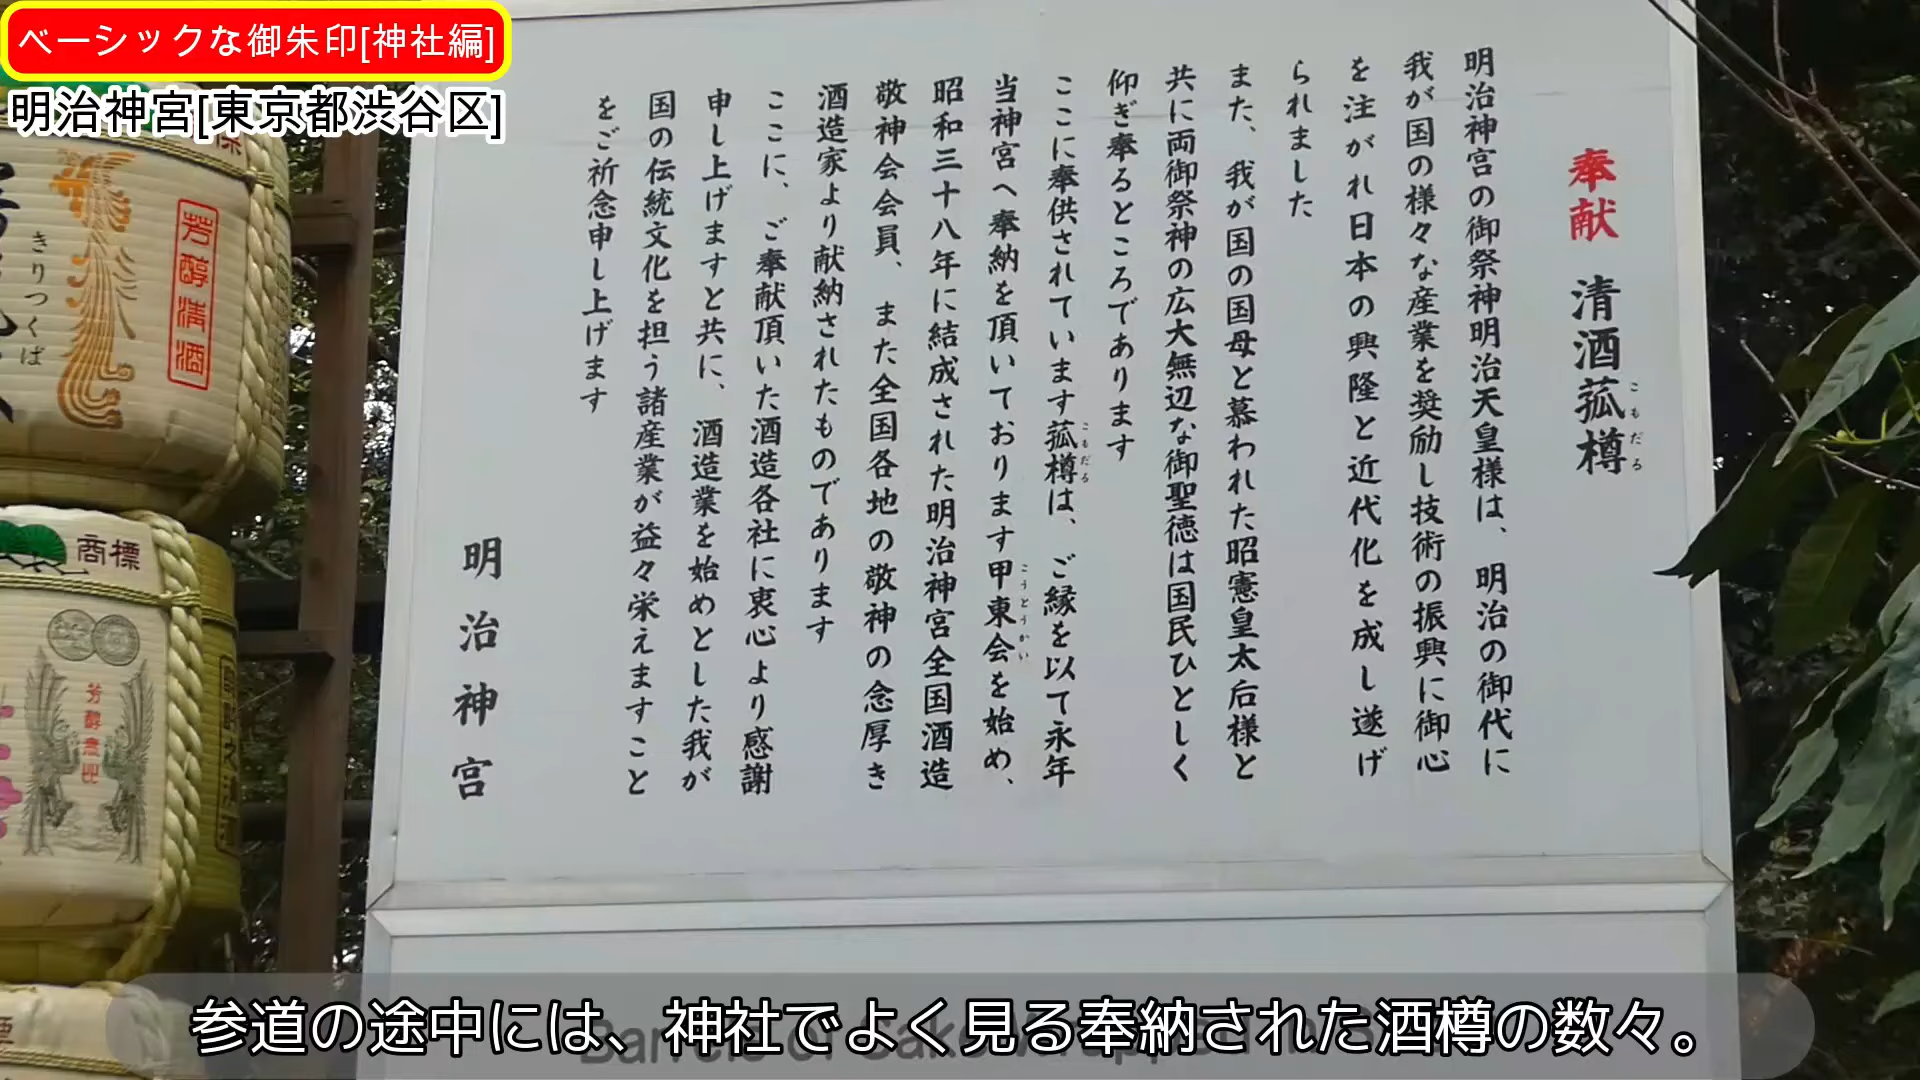 ベーシックな御朱印[神社編]
明治神宮[東京都渋谷区]
奉献 清酒菰樽
こもだる
明治神宮の御祭神明治天皇様は、明治の御代に
我が国の様々な産業を奨励し技術の振興に御心
を注がれ日本の興隆と近代化を成し遂げ
られました
また、我が国の国母と慕われた昭憲皇太后様と
共に両御祭神の広大無辺な御聖徳は国民ひとしく
仰ぎ奉るところであります
ここに奉供されています菰樽は、ご縁を以て永年
こもだる
当神宮へ奉納を頂いております甲東会を始め、
こうとうかい
昭和三十八年に結成された明治神宮全国酒造
敬神会会員、また全国各地の敬神の念厚き
酒造家より献納されたものであります
ここに、ご奉献頂いた酒造各社に衷心より感謝
申し上げますと共に、酒造業を始めとした我が
国の伝統文化を担う諸産業が益々栄えますこと
をご祈念申し上げます
明治神宮
芳醇清酒
きりつくば
商標
芳醇無比
Barrels of Sake Wrapped
参道の途中には、神社でよく見る奉納された酒樽の数々。